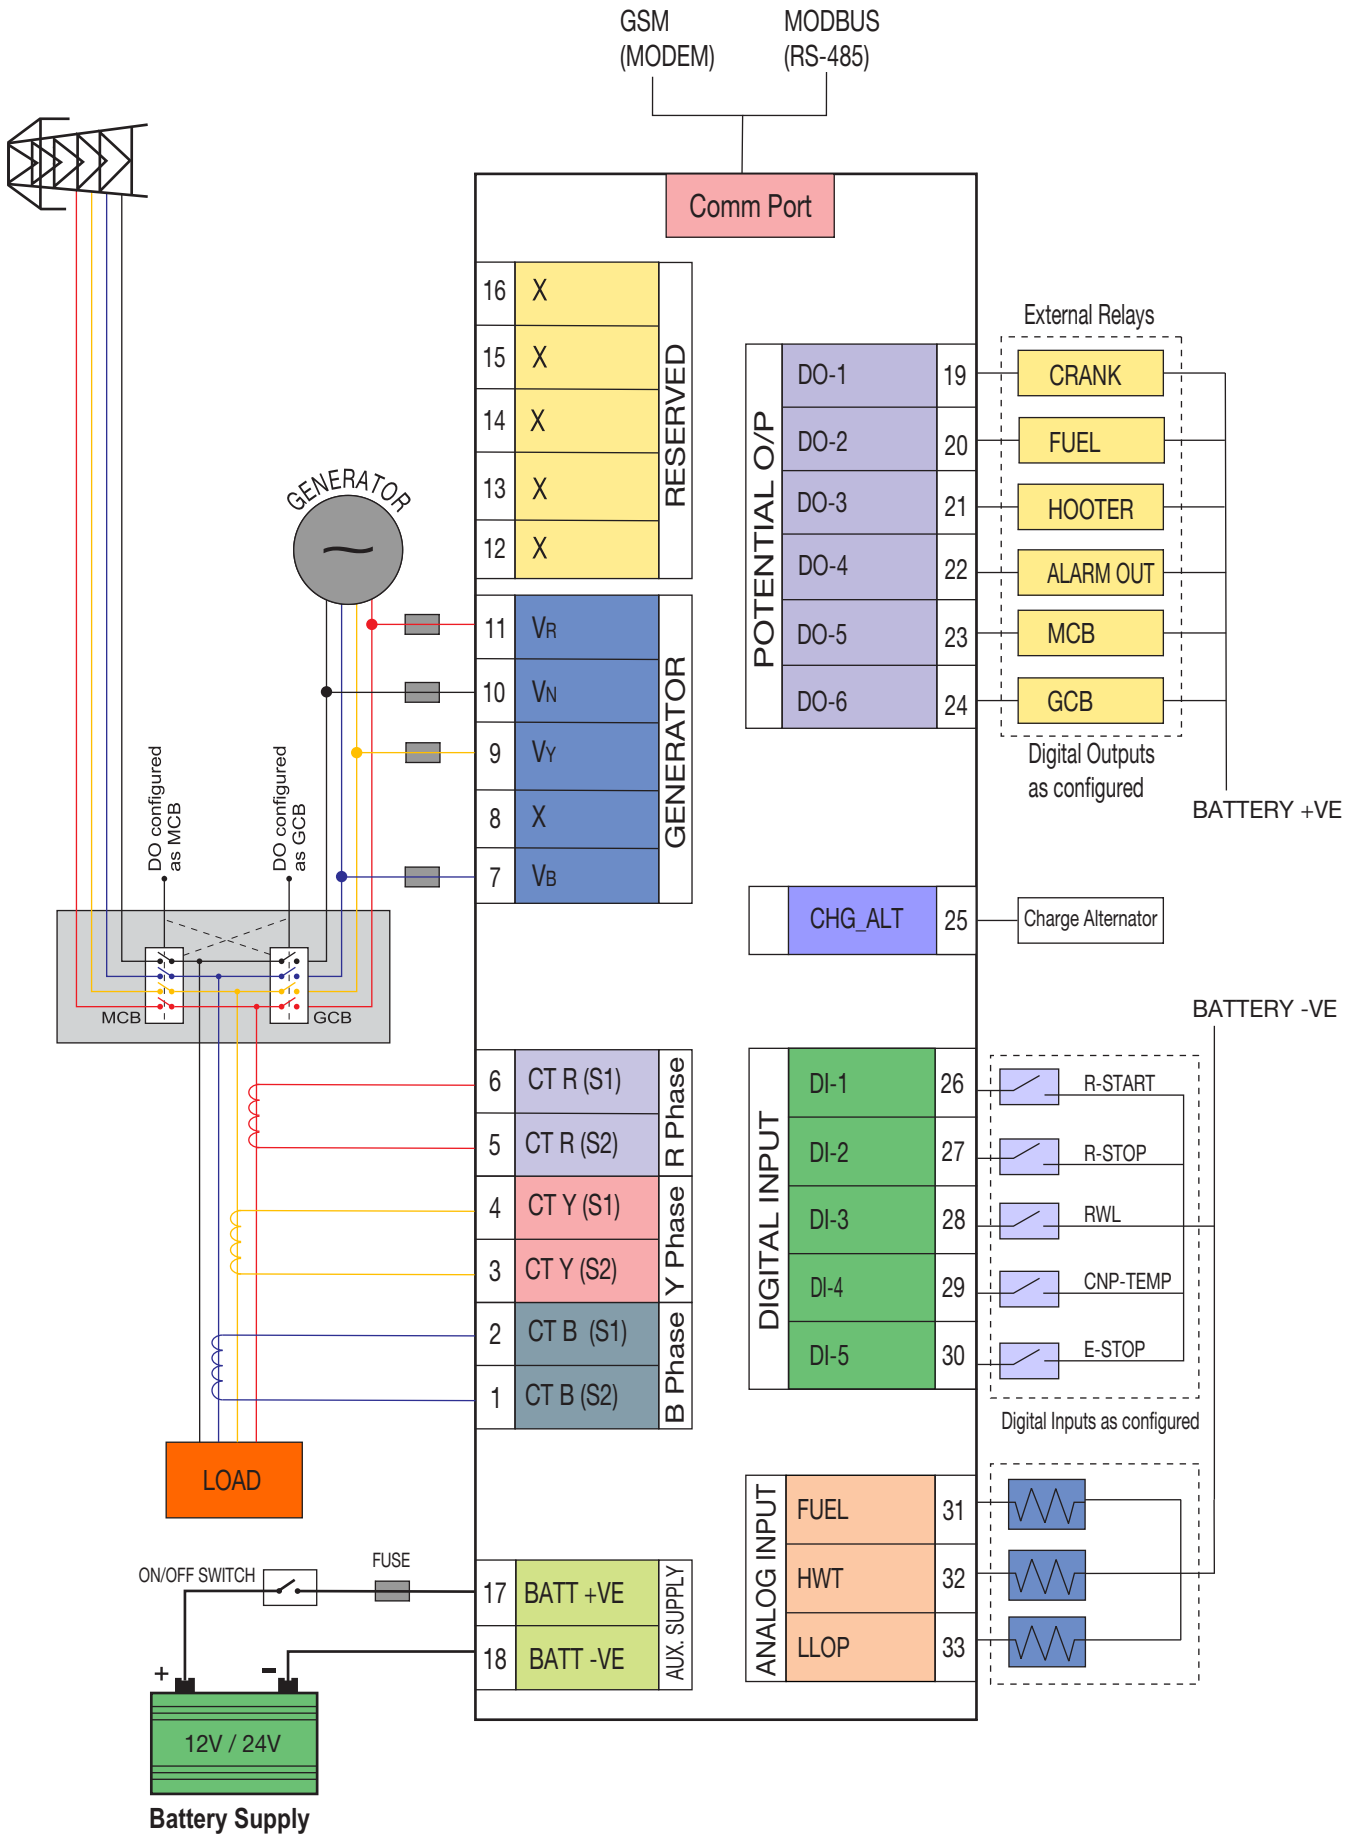 GSM
(MODEM)
MODBUS
(RS-485)
Comm Port
16 X
15 X
14 X
13 X
12 X
RESERVED
GENERATOR
11 VR
10 VN
9 VY
8 X
7 VB
GENERATOR
DO configured
as MCB
DO configured
as GCB
MCB
GCB
6 CT R (S1)
5 CT R (S2)
R Phase
4 CT Y (S1)
3 CT Y (S2)
Y Phase
2 CT B (S1)
1 CT B (S2)
B Phase
LOAD
ON/OFF SWITCH
FUSE
17 BATT +VE
18 BATT -VE
AUX. SUPPLY
+
-
12V / 24V
Battery Supply
External Relays
POTENTIAL O/P
DO-1 19 CRANK
DO-2 20 FUEL
DO-3 21 HOOTER
DO-4 22 ALARM OUT
DO-5 23 MCB
DO-6 24 GCB
Digital Outputs
as configured
BATTERY +VE
CHG_ALT 25 Charge Alternator
BATTERY -VE
DIGITAL INPUT
DI-1 26 R-START
DI-2 27 R-STOP
DI-3 28 RWL
DI-4 29 CNP-TEMP
DI-5 30 E-STOP
Digital Inputs as configured
ANALOG INPUT
FUEL 31
HWT 32
LLOP 33